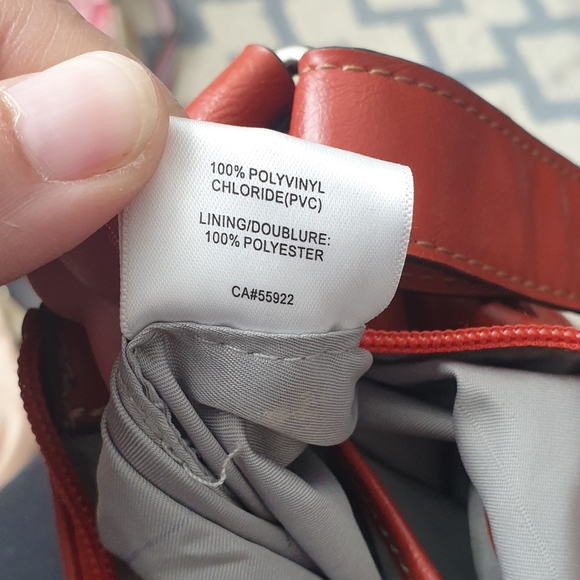 100% POLYVINYL
CHLORIDE(PVC)
LINING/DOUBLURE:
100% POLYESTER
CA#55922